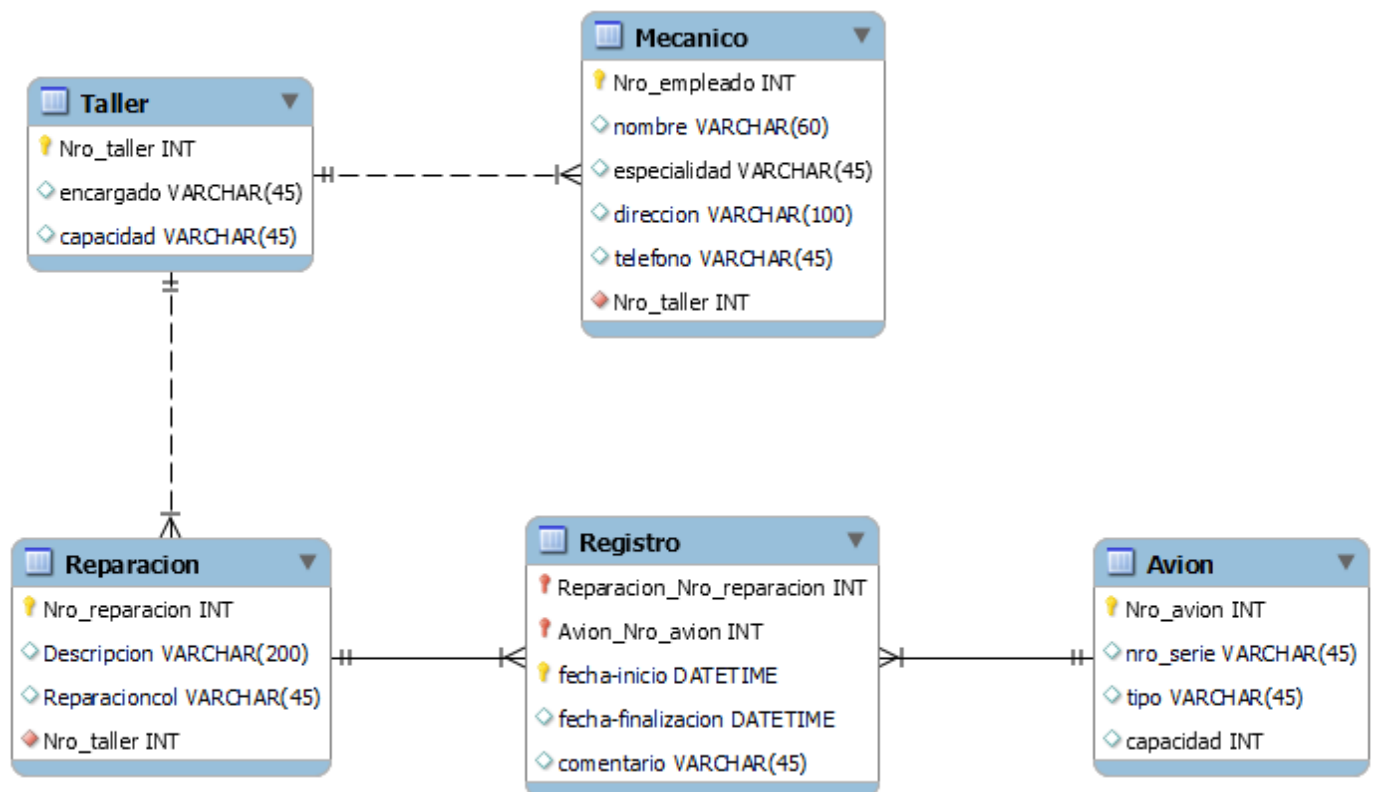 Mecanico
Nro_empleado INT
nombre VARCHAR(60)
especialidad VARCHAR(45)
direccion VARCHAR(100)
telefono VARCHAR(45)
Nro_taller INT
Taller
Nro_taller INT
encargado VARCHAR(45)
capacidad VARCHAR(45)
Reparacion
Nro_reparacion INT
Descripcion VARCHAR(200)
Reparacioncol VARCHAR(45)
Nro_taller INT
Registro
Reparacion_Nro_reparacion INT
Avion_Nro_avion INT
fecha-inicio DATETIME
fecha-finalizacion DATETIME
comentario VARCHAR(45)
Avion
Nro_avion INT
nro_serie VARCHAR(45)
tipo VARCHAR(45)
capacidad INT